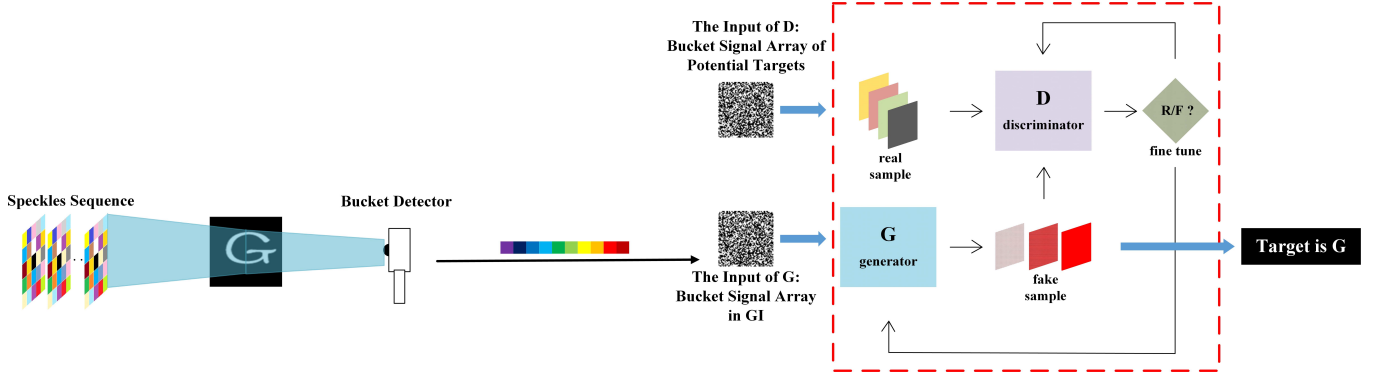 The Input of D:
Bucket Signal Array of
Potential Targets
D
discriminator
R/F ?
real
sample
fine tune
Speckles Sequence
. .
G
Bucket Detector
G
generator
Target is G
The Input of G:
Bucket Signal Array
in GI
fake
sample